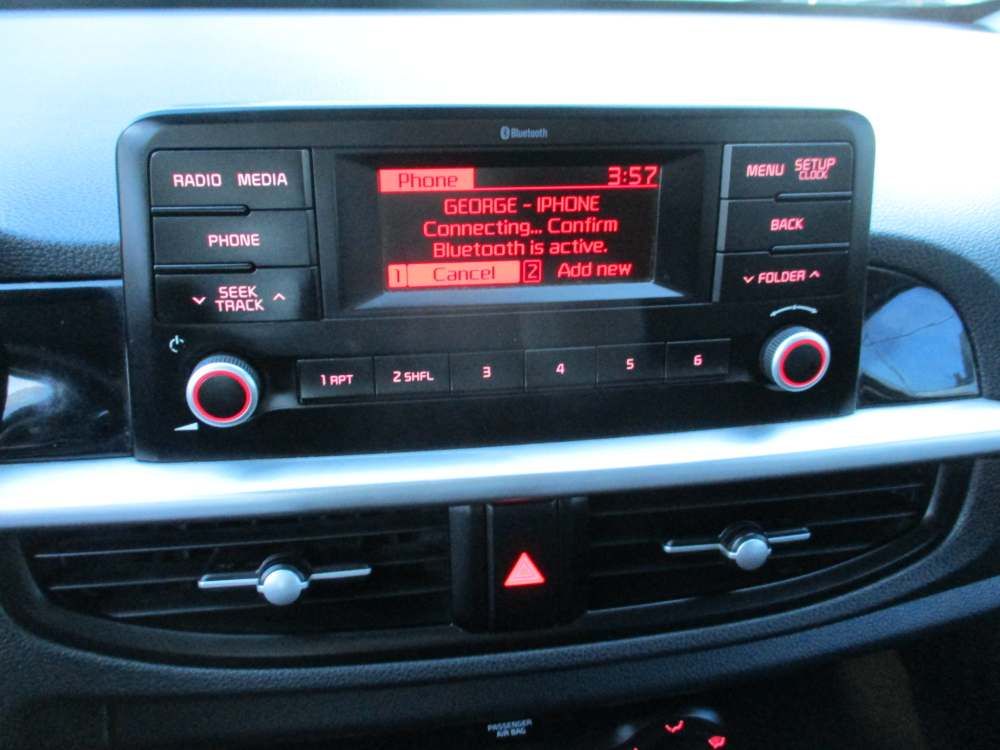 Bluetooth
RADIO MEDIA
PHONE
SEEK
TRACK
Phone 3:57
GEORGE - IPHONE
Connecting... Confirm
Bluetooth is active.
1 Cancel 2 Add new
MENU SETUP
CLOCK
BACK
FOLDER
1 RPT 2 SHFL 3 4 5 6
PASSENGER
AIR BAG